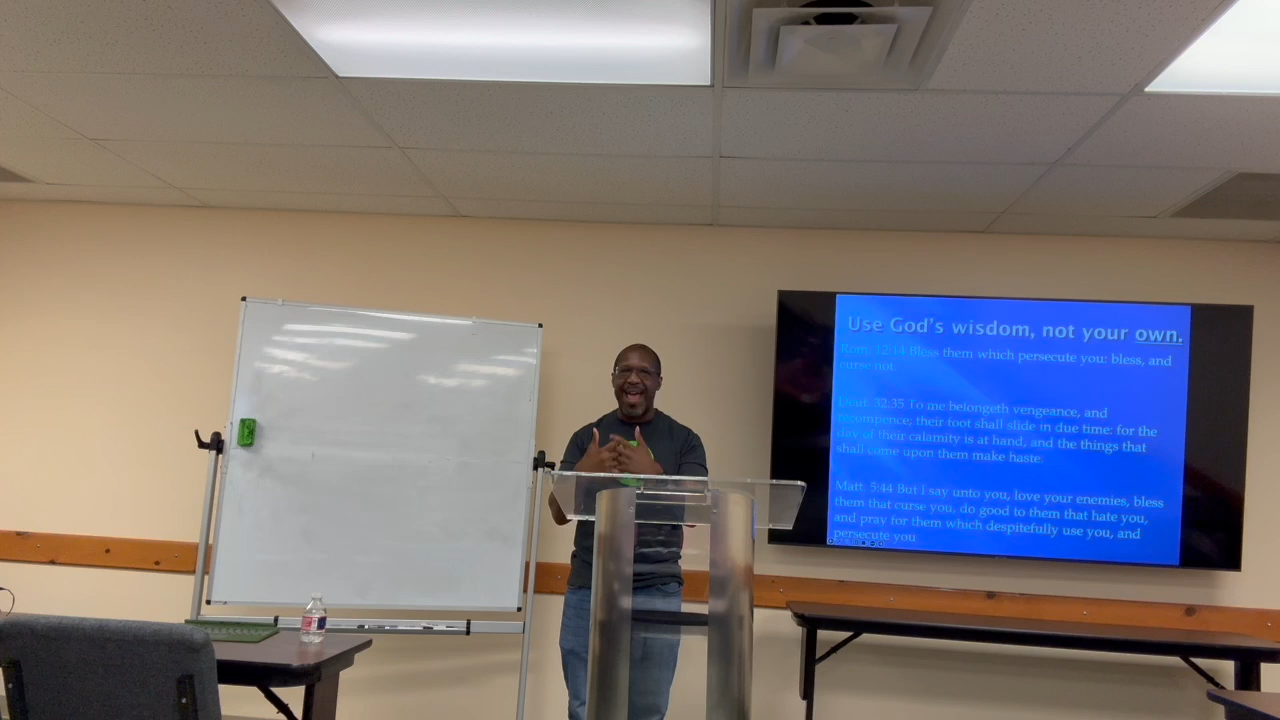 Use God's wisdom, not your own.
Rom. 12:14 Bless them which persecute you: bless, and
curse not.
Deut. 32:35 To me belongeth vengeance, and
recompence; their foot shall slide in due time: for the
day of their calamity is at hand, and the things that
shall come upon them make haste.
Matt. 5:44 But I say unto you, love your enemies, bless
them that curse you, do good to them that hate you,
and pray for them which despitefully use you, and
persecute you